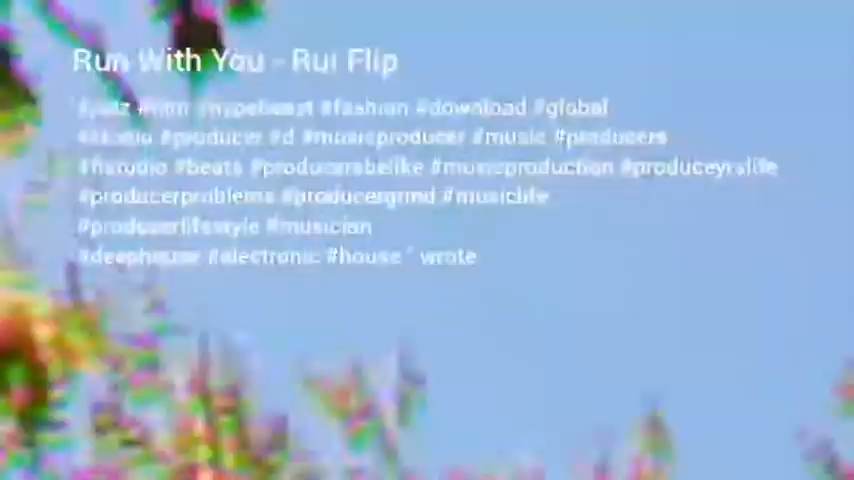 Run With You - Rui Flip
#fashion #download #global
#producer #d #musicproducer #music #producers
#flstudio #beats #producersbelike #musicproduction
#producerproblems #producergrind #musiclife
#producerlifestyle #musician
#deephouse #electronic #house" wrote